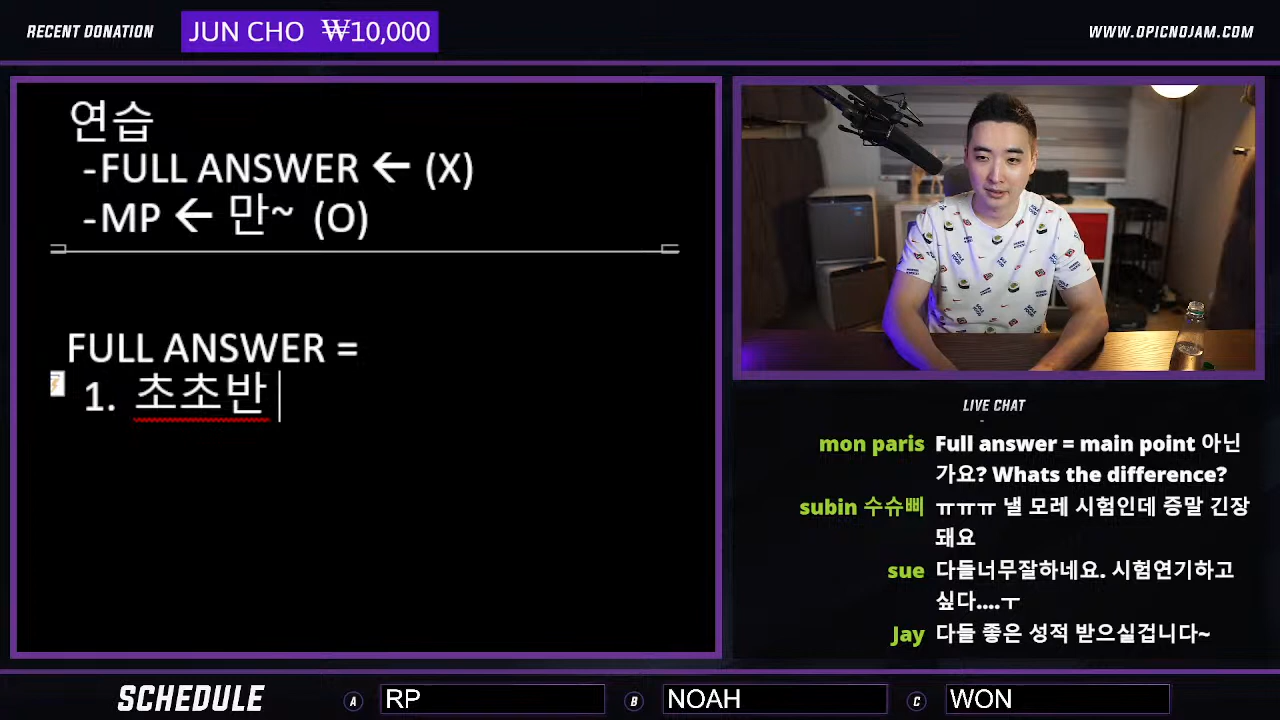 RECENT DONATION
JUN CHO ₩10,000
WWW.OPICNOJAM.COM
연습
-FULL ANSWER ← (X)
-MP ← 만~ (O)
FULL ANSWER =
1. 초초반
LIVE CHAT
mon paris Full answer = main point 아닌
가요? Whats the difference?
subin 수슈삐 ㅠㅠㅠ 낼 모레 시험인데 증말 긴장
돼요
sue 다들너무잘하네요. 시험연기하고
싶다....ㅜ
Jay 다들 좋은 성적 받으실겁니다~
SCHEDULE A RP B NOAH C WON